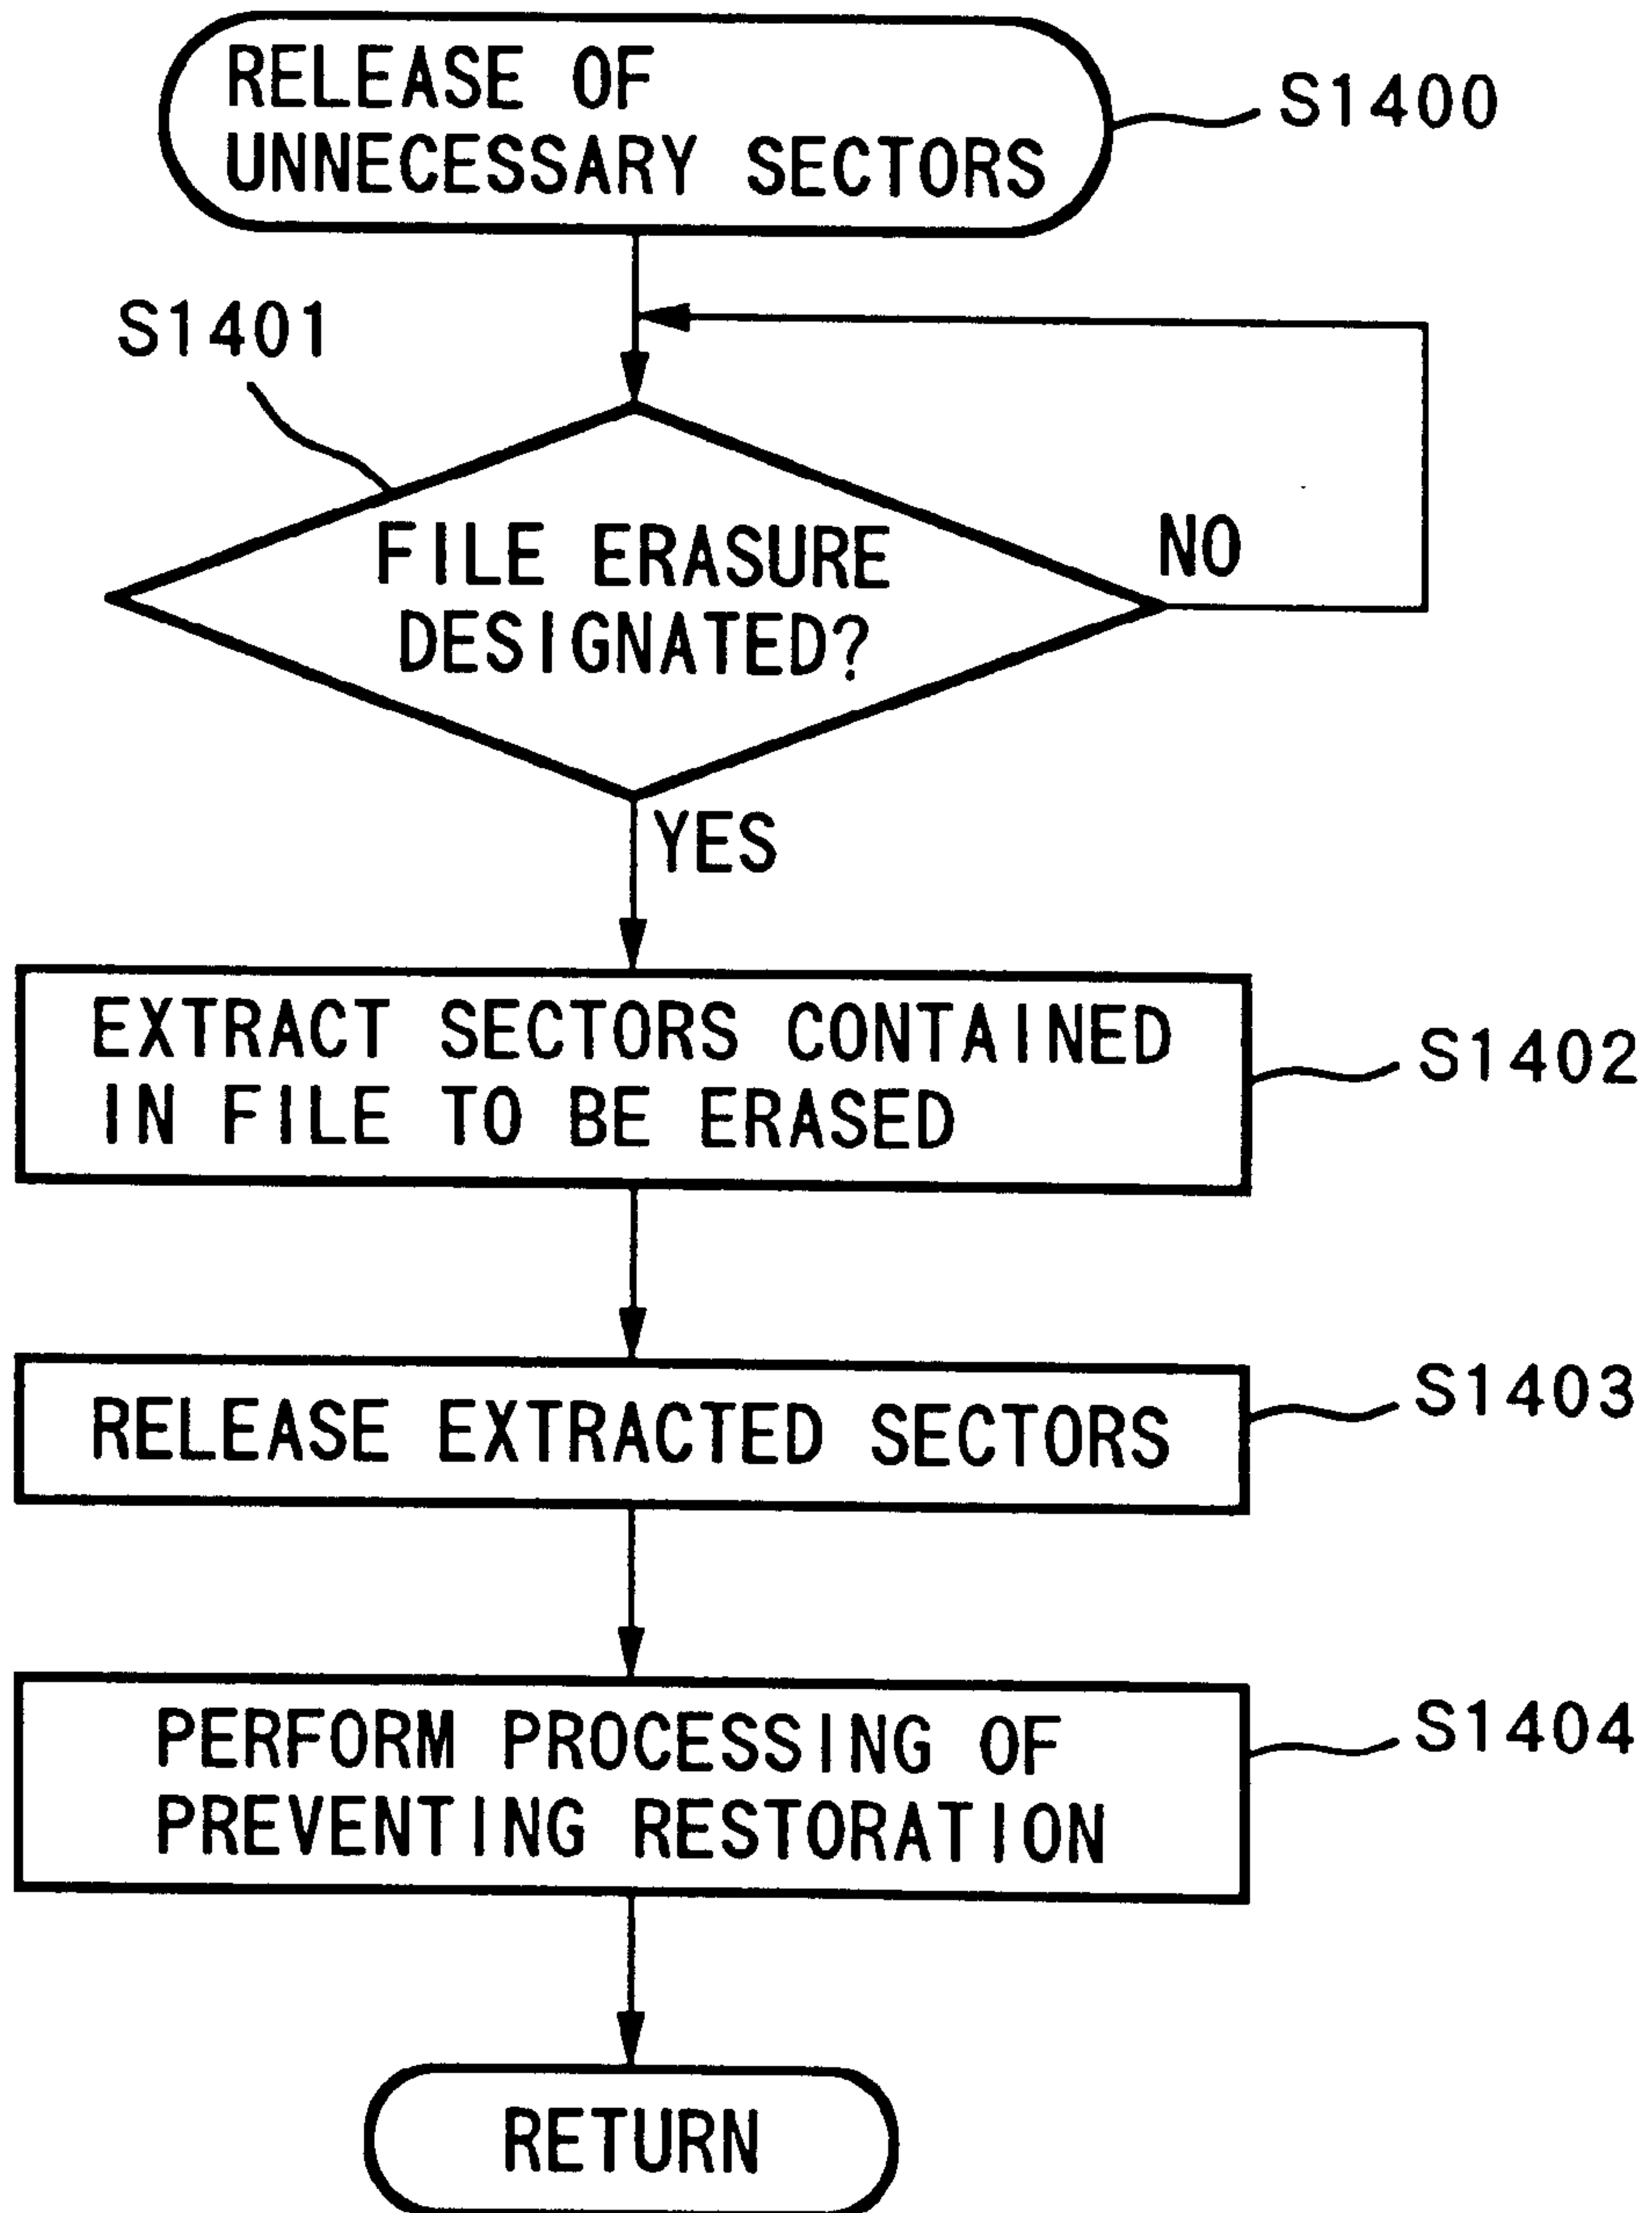 RELEASE OF
UNNECESSARY SECTORS
S1400
S1401
FILE ERASURE
DESIGNATED?
NO
YES
EXTRACT SECTORS CONTAINED
IN FILE TO BE ERASED
S1402
RELEASE EXTRACTED SECTORS
S1403
PERFORM PROCESSING OF
PREVENTING RESTORATION
S1404
RETURN